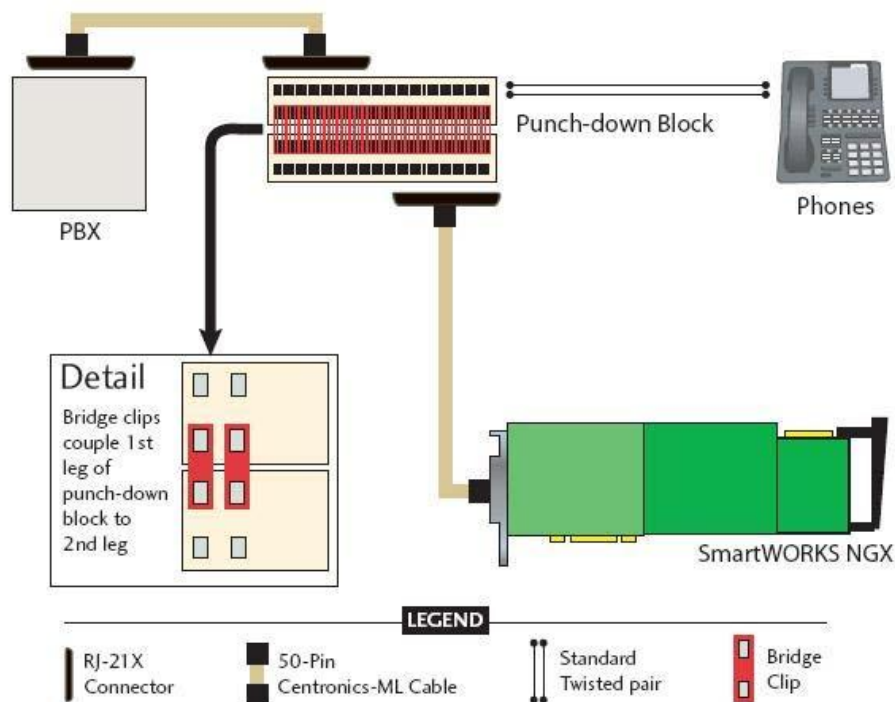 Punch-down Block
PBX
Phones
Detail
Bridge clips
couple 1st
leg of
punch-down
block to
2nd leg
SmartWORKS NGX
LEGEND
RJ-21X
Connector
50-Pin
Centronics-ML Cable
Standard
Twisted pair
Bridge
Clip